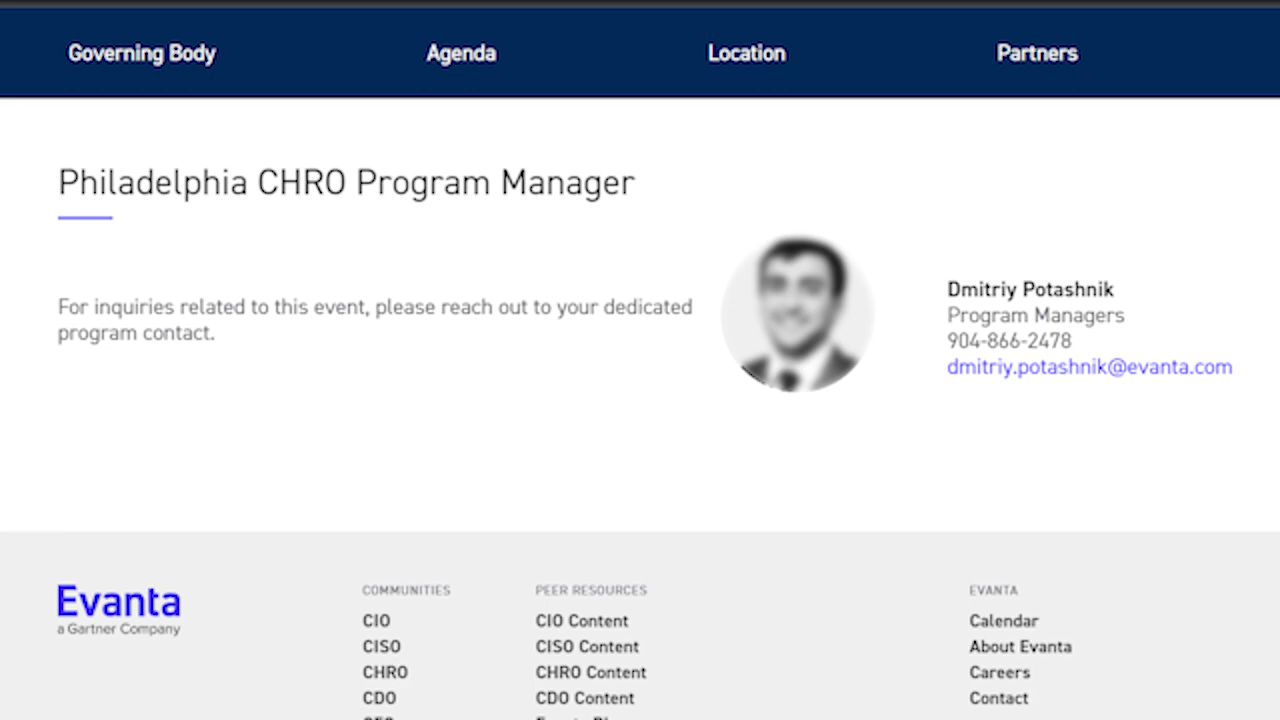 Governing Body Agenda Location Partners
Philadelphia CHRO Program Manager
For inquiries related to this event, please reach out to your dedicated
program contact.
Dmitriy Potashnik
Program Managers
904-866-2478
dmitriy.potashnik@evanta.com
Evanta
a Gartner Company
COMMUNITIES
CIO
CISO
CHRO
CDO
PEER RESOURCES
CIO Content
CISO Content
CHRO Content
CDO Content
EVANTA
Calendar
About Evanta
Careers
Contact